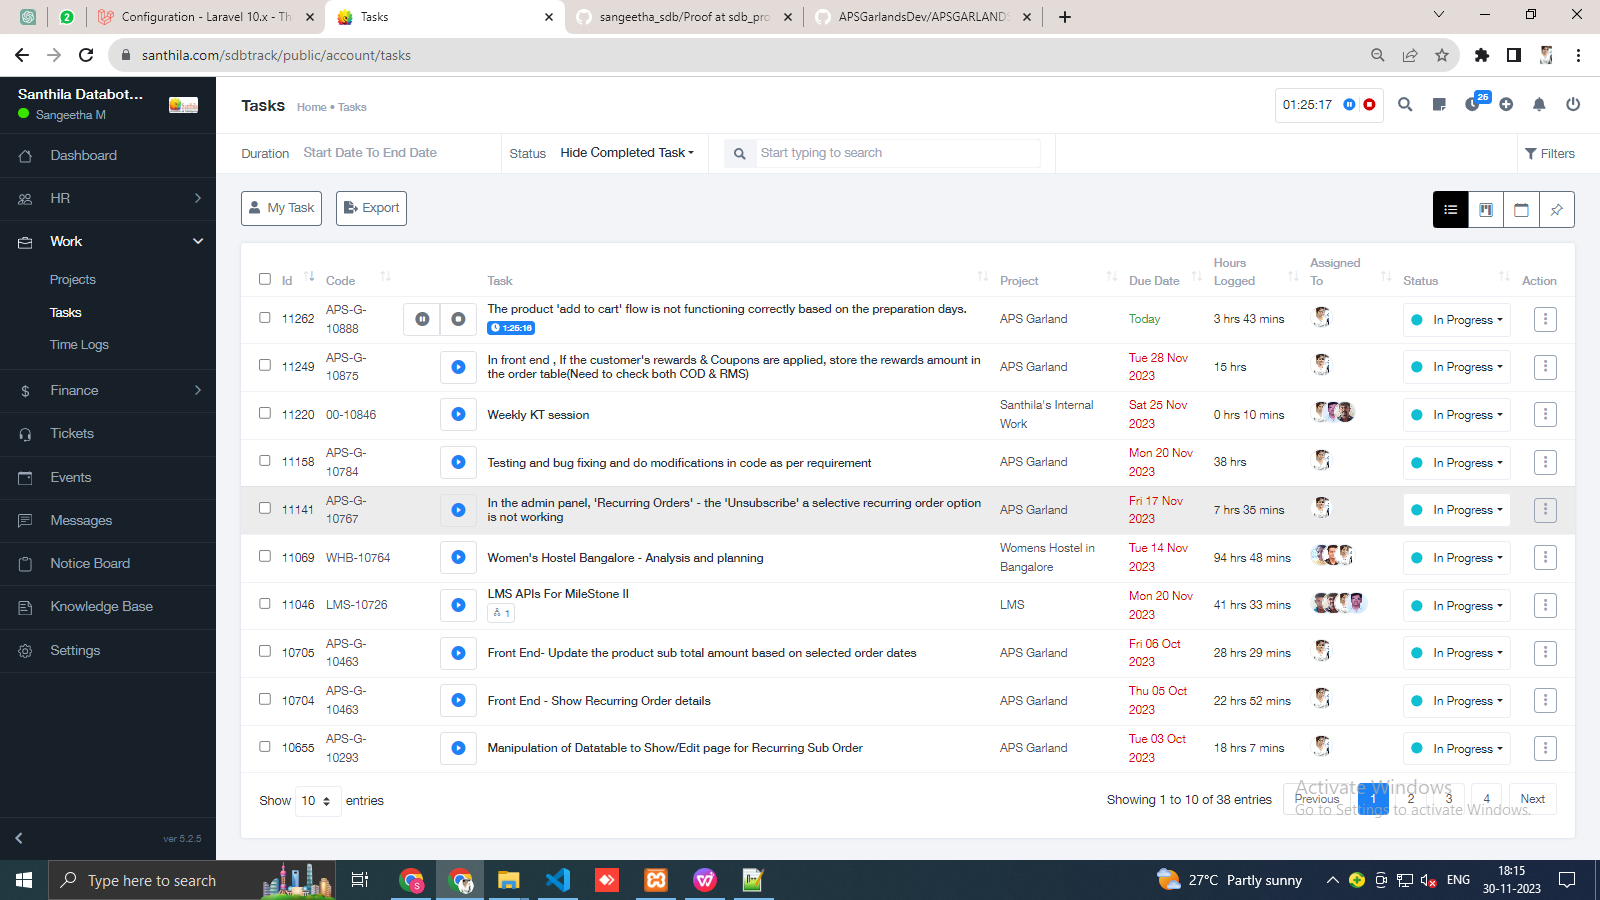 Configuration - Laravel 10.x - Th
Tasks
sangeetha_sdb/Proof at sdb_pro
APSGarlandsDev/APSGARLANDS
santhila.com/sdbtrack/public/account/tasks
Santhila Databot...
Sangeetha M
Dashboard
HR
Work
Projects
Tasks
Time Logs
Finance
Tickets
Events
Messages
Notice Board
Knowledge Base
Settings
ver 5.2.5
Tasks Home • Tasks
01:25:17
26
Duration Start Date To End Date Status Hide Completed Task Start typing to search Filters
My Task Export
Id Code Task Project Due Date Hours Logged Assigned To Status Action
11262 APS-G-10888 The product 'add to cart' flow is not functioning correctly based on the preparation days. APS Garland Today 3 hrs 43 mins In Progress
1:25:16
11249 APS-G-10875 In front end , If the customer's rewards & Coupons are applied, store the rewards amount in the order table(Need to check both COD & RMS) APS Garland Tue 28 Nov 2023 15 hrs In Progress
11220 00-10846 Weekly KT session Santhila's Internal Work Sat 25 Nov 2023 0 hrs 10 mins In Progress
11158 APS-G-10784 Testing and bug fixing and do modifications in code as per requirement APS Garland Mon 20 Nov 2023 38 hrs In Progress
11141 APS-G-10767 In the admin panel, 'Recurring Orders' - the 'Unsubscribe' a selective recurring order option is not working APS Garland Fri 17 Nov 2023 7 hrs 35 mins In Progress
11069 WHB-10764 Women's Hostel Bangalore - Analysis and planning Womens Hostel in Bangalore Tue 14 Nov 2023 94 hrs 48 mins In Progress
11046 LMS-10726 LMS APIs For MileStone II LMS Mon 20 Nov 2023 41 hrs 33 mins In Progress
1
10705 APS-G-10463 Front End- Update the product sub total amount based on selected order dates APS Garland Fri 06 Oct 2023 28 hrs 29 mins In Progress
10704 APS-G-10463 Front End - Show Recurring Order details APS Garland Thu 05 Oct 2023 22 hrs 52 mins In Progress
10655 APS-G-10293 Manipulation of Datatable to Show/Edit page for Recurring Sub Order APS Garland Tue 03 Oct 2023 18 hrs 7 mins In Progress
Show 10 entries Showing 1 to 10 of 38 entries Previous 1 2 3 4 Next
Activate Windows
Go to Settings to activate Windows.
Type here to search
27°C Partly sunny
ENG
18:15
30-11-2023